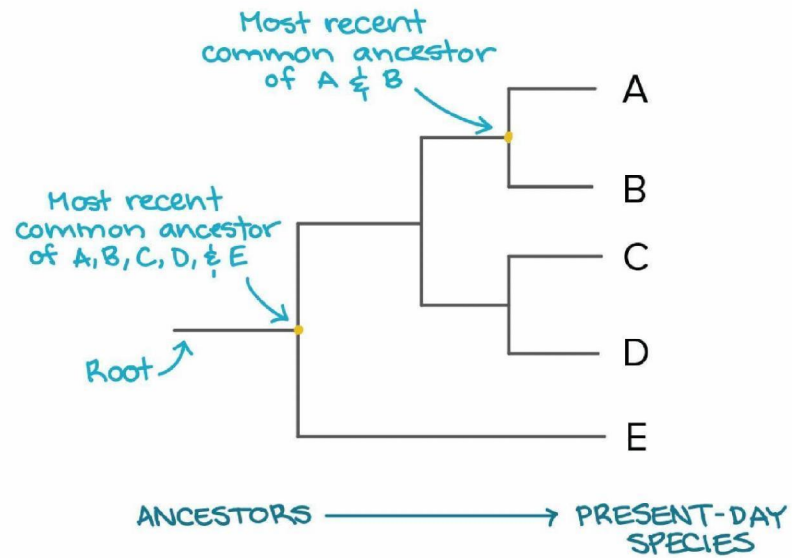 Most recent
common ancestor
of A & B
A
B
Most recent
common ancestor
of A, B, C, D, & E
C
D
Root
E
ANCESTORS
PRESENT-DAY
SPECIES